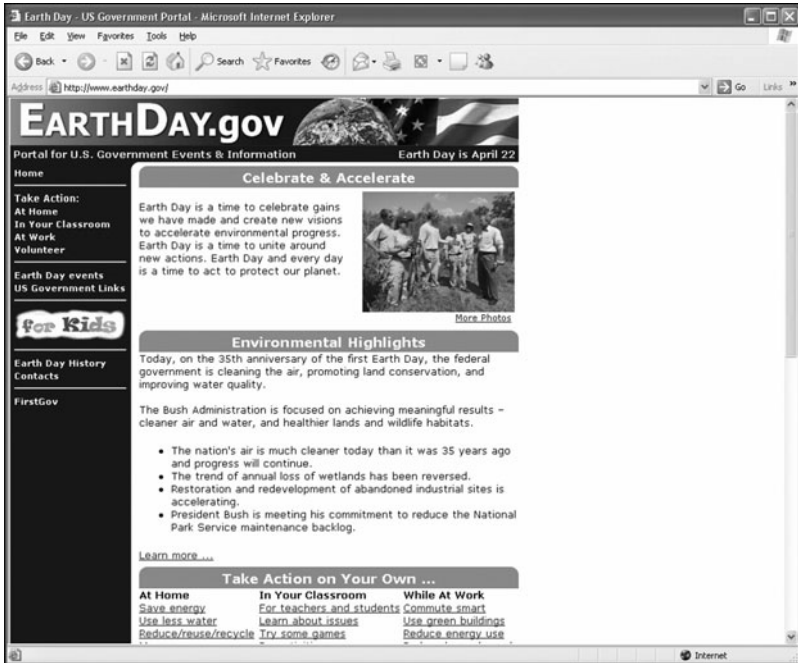 Earth Day - US Government Portal - Microsoft Internet Explorer
File Edit View Favorites Tools Help
Back Search Favorites
Address http://www.earthday.gov/ Go Links »
EARTHDAY.gov
Portal for U.S. Government Events & Information Earth Day is April 22
Home
Take Action:
At Home
In Your Classroom
At Work
Volunteer
Earth Day events
US Government Links
for Kids
Earth Day History
Contacts
FirstGov
Celebrate & Accelerate
Earth Day is a time to celebrate gains
we have made and create new visions
to accelerate environmental progress.
Earth Day is a time to unite around
new actions. Earth Day and every day
is a time to act to protect our planet.
More Photos
Environmental Highlights
Today, on the 35th anniversary of the first Earth Day, the federal
government is cleaning the air, promoting land conservation, and
improving water quality.
The Bush Administration is focused on achieving meaningful results –
cleaner air and water, and healthier lands and wildlife habitats.
• The nation's air is much cleaner today than it was 35 years ago
and progress will continue.
• The trend of annual loss of wetlands has been reversed.
• Restoration and redevelopment of abandoned industrial sites is
accelerating.
• President Bush is meeting his commitment to reduce the National
Park Service maintenance backlog.
Learn more ...
Take Action on Your Own ...
At Home In Your Classroom While At Work
Save energy For teachers and students Commute smart
Use less water Learn about issues Use green buildings
Reduce/reuse/recycle Try some games Reduce energy use
Internet